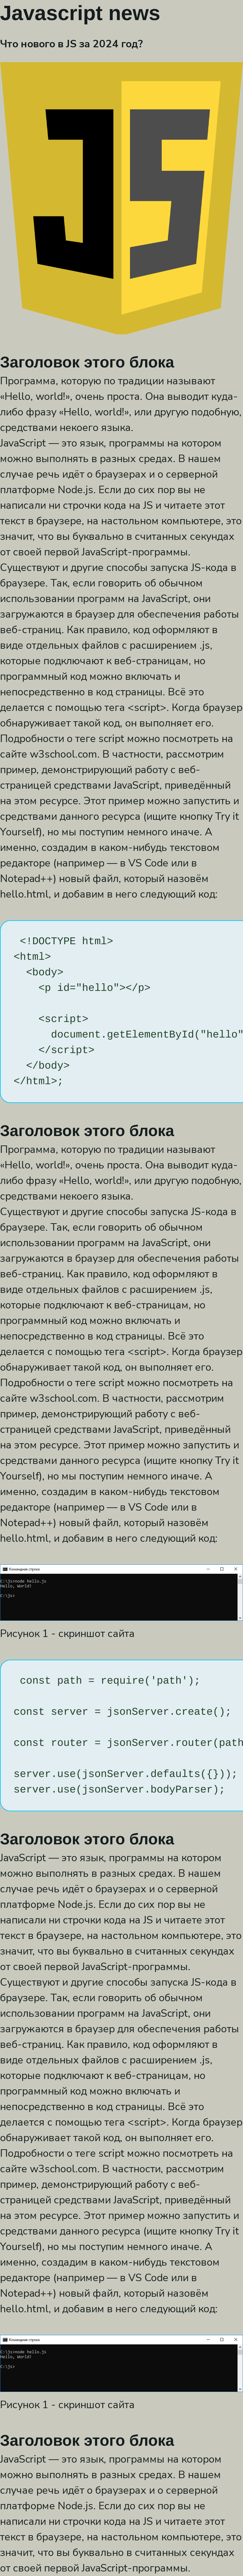 Javascript news
Что нового в JS за 2024 год?
JS
Заголовок этого блока
Программа, которую по традиции называют
«Hello, world!», очень проста. Она выводит куда-
либо фразу «Hello, world!», или другую подобную,
средствами некоего языка.
JavaScript — это язык, программы на котором
можно выполнять в разных средах. В нашем
случае речь идёт о браузерах и о серверной
платформе Node.js. Если до сих пор вы не
написали ни строчки кода на JS и читаете этот
текст в браузере, на настольном компьютере, это
значит, что вы буквально в считанных секундах
от своей первой JavaScript-программы.
Существуют и другие способы запуска JS-кода в
браузере. Так, если говорить об обычном
использовании программ на JavaScript, они
загружаются в браузер для обеспечения работы
веб-страниц. Как правило, код оформляют в
виде отдельных файлов с расширением .js,
которые подключают к веб-страницам, но
программный код можно включать и
непосредственно в код страницы. Всё это
делается с помощью тега <script>. Когда браузер
обнаруживает такой код, он выполняет его.
Подробности о теге script можно посмотреть на
сайте w3school.com. В частности, рассмотрим
пример, демонстрирующий работу с веб-
страницей средствами JavaScript, приведённый
на этом ресурсе. Этот пример можно запустить и
средствами данного ресурса (ищите кнопку Try it
Yourself), но мы поступим немного иначе. А
именно, создадим в каком-нибудь текстовом
редакторе (например — в VS Code или в
Notepad++) новый файл, который назовём
hello.html, и добавим в него следующий код:
<!DOCTYPE html>
<html>
<body>
<p id="hello"></p>
<script>
document.getElementById("hello"
</script>
</body>
</html>;
Заголовок этого блока
Программа, которую по традиции называют
«Hello, world!», очень проста. Она выводит куда-
либо фразу «Hello, world!», или другую подобную,
средствами некоего языка.
Существуют и другие способы запуска JS-кода в
браузере. Так, если говорить об обычном
использовании программ на JavaScript, они
загружаются в браузер для обеспечения работы
веб-страниц. Как правило, код оформляют в
виде отдельных файлов с расширением .js,
которые подключают к веб-страницам, но
программный код можно включать и
непосредственно в код страницы. Всё это
делается с помощью тега <script>. Когда браузер
обнаруживает такой код, он выполняет его.
Подробности о теге script можно посмотреть на
сайте w3school.com. В частности, рассмотрим
пример, демонстрирующий работу с веб-
страницей средствами JavaScript, приведённый
на этом ресурсе. Этот пример можно запустить и
средствами данного ресурса (ищите кнопку Try it
Yourself), но мы поступим немного иначе. А
именно, создадим в каком-нибудь текстовом
редакторе (например — в VS Code или в
Notepad++) новый файл, который назовём
hello.html, и добавим в него следующий код:
Командная строка
C:\js>node hello.js
Hello, World!
C:\js>
Рисунок 1 - скриншот сайта
const path = require('path');
const server = jsonServer.create();
const router = jsonServer.router(path
server.use(jsonServer.defaults({}));
server.use(jsonServer.bodyParser);
Заголовок этого блока
JavaScript — это язык, программы на котором
можно выполнять в разных средах. В нашем
случае речь идёт о браузерах и о серверной
платформе Node.js. Если до сих пор вы не
написали ни строчки кода на JS и читаете этот
текст в браузере, на настольном компьютере, это
значит, что вы буквально в считанных секундах
от своей первой JavaScript-программы.
Существуют и другие способы запуска JS-кода в
браузере. Так, если говорить об обычном
использовании программ на JavaScript, они
загружаются в браузер для обеспечения работы
веб-страниц. Как правило, код оформляют в
виде отдельных файлов с расширением .js,
которые подключают к веб-страницам, но
программный код можно включать и
непосредственно в код страницы. Всё это
делается с помощью тега <script>. Когда браузер
обнаруживает такой код, он выполняет его.
Подробности о теге script можно посмотреть на
сайте w3school.com. В частности, рассмотрим
пример, демонстрирующий работу с веб-
страницей средствами JavaScript, приведённый
на этом ресурсе. Этот пример можно запустить и
средствами данного ресурса (ищите кнопку Try it
Yourself), но мы поступим немного иначе. А
именно, создадим в каком-нибудь текстовом
редакторе (например — в VS Code или в
Notepad++) новый файл, который назовём
hello.html, и добавим в него следующий код:
Командная строка
C:\js>node hello.js
Hello, World!
C:\js>
Рисунок 1 - скриншот сайта
Заголовок этого блока
JavaScript — это язык, программы на котором
можно выполнять в разных средах. В нашем
случае речь идёт о браузерах и о серверной
платформе Node.js. Если до сих пор вы не
написали ни строчки кода на JS и читаете этот
текст в браузере, на настольном компьютере, это
значит, что вы буквально в считанных секундах
от своей первой JavaScript-программы.